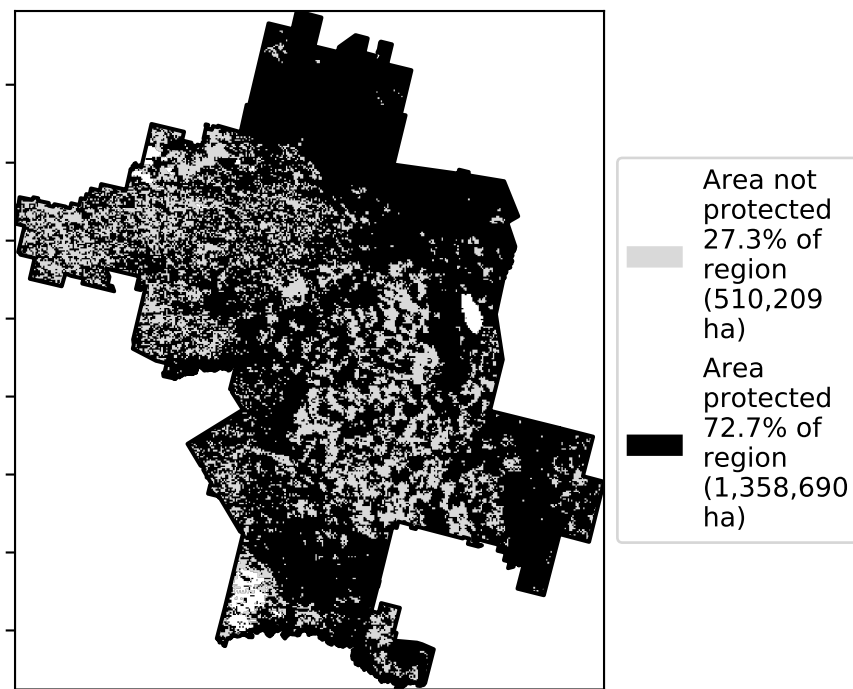 Area not
protected
27.3% of
region
(510,209
ha)
Area
protected
72.7% of
region
(1,358,690
ha)